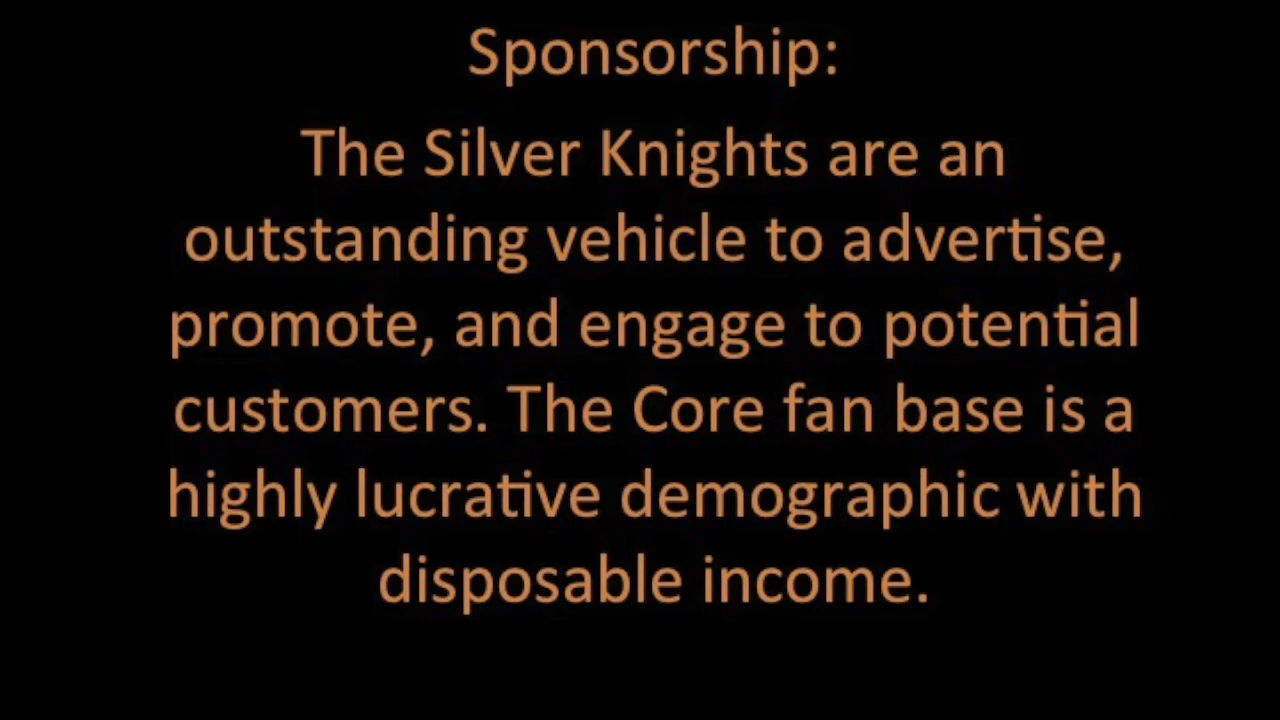 Sponsorship:
The Silver Knights are an
outstanding vehicle to advertise,
promote, and engage to potential
customers. The Core fan base is a
highly lucrative demographic with
disposable income.